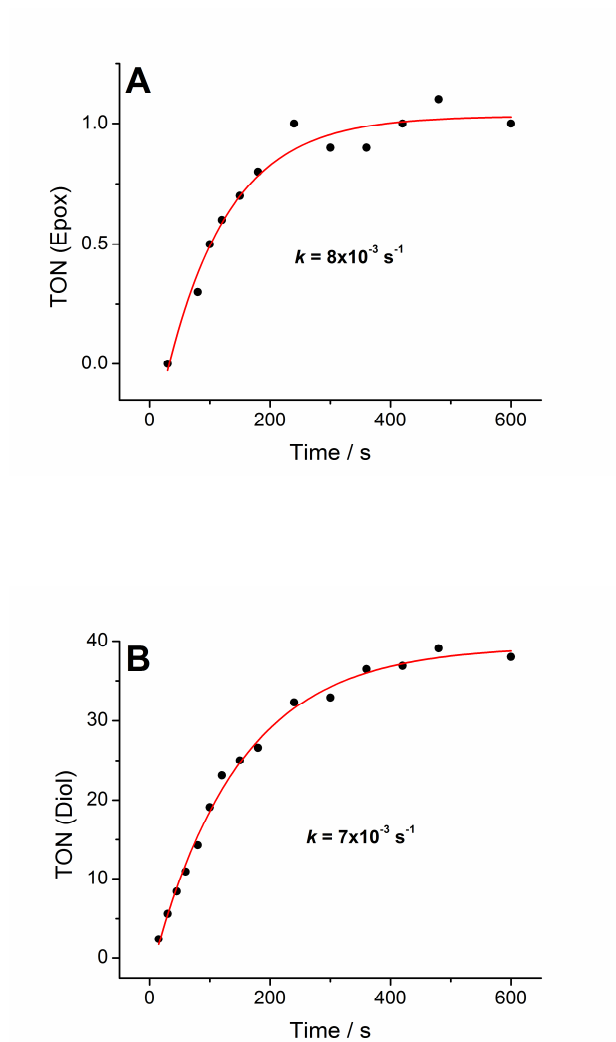 A
1.0
0.5
0.0
TON (Epox)
k = 8x10⁻³ s⁻¹
0 200 400 600
Time / s
B
40
30
20
10
0
TON (Diol)
k = 7x10⁻³ s⁻¹
0 200 400 600
Time / s